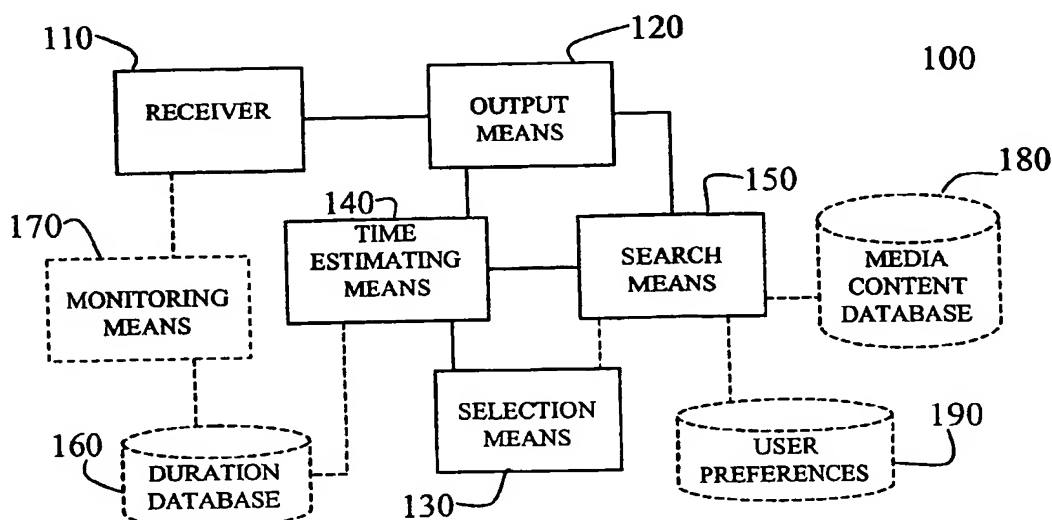 110
120
100
RECEIVER
OUTPUT
MEANS
180
170
140
150
TIME
ESTIMATING
MEANS
SEARCH
MEANS
MEDIA
CONTENT
DATABASE
MONITORING
MEANS
SELECTION
MEANS
160
DURATION
DATABASE
USER
PREFERENCES
190
130